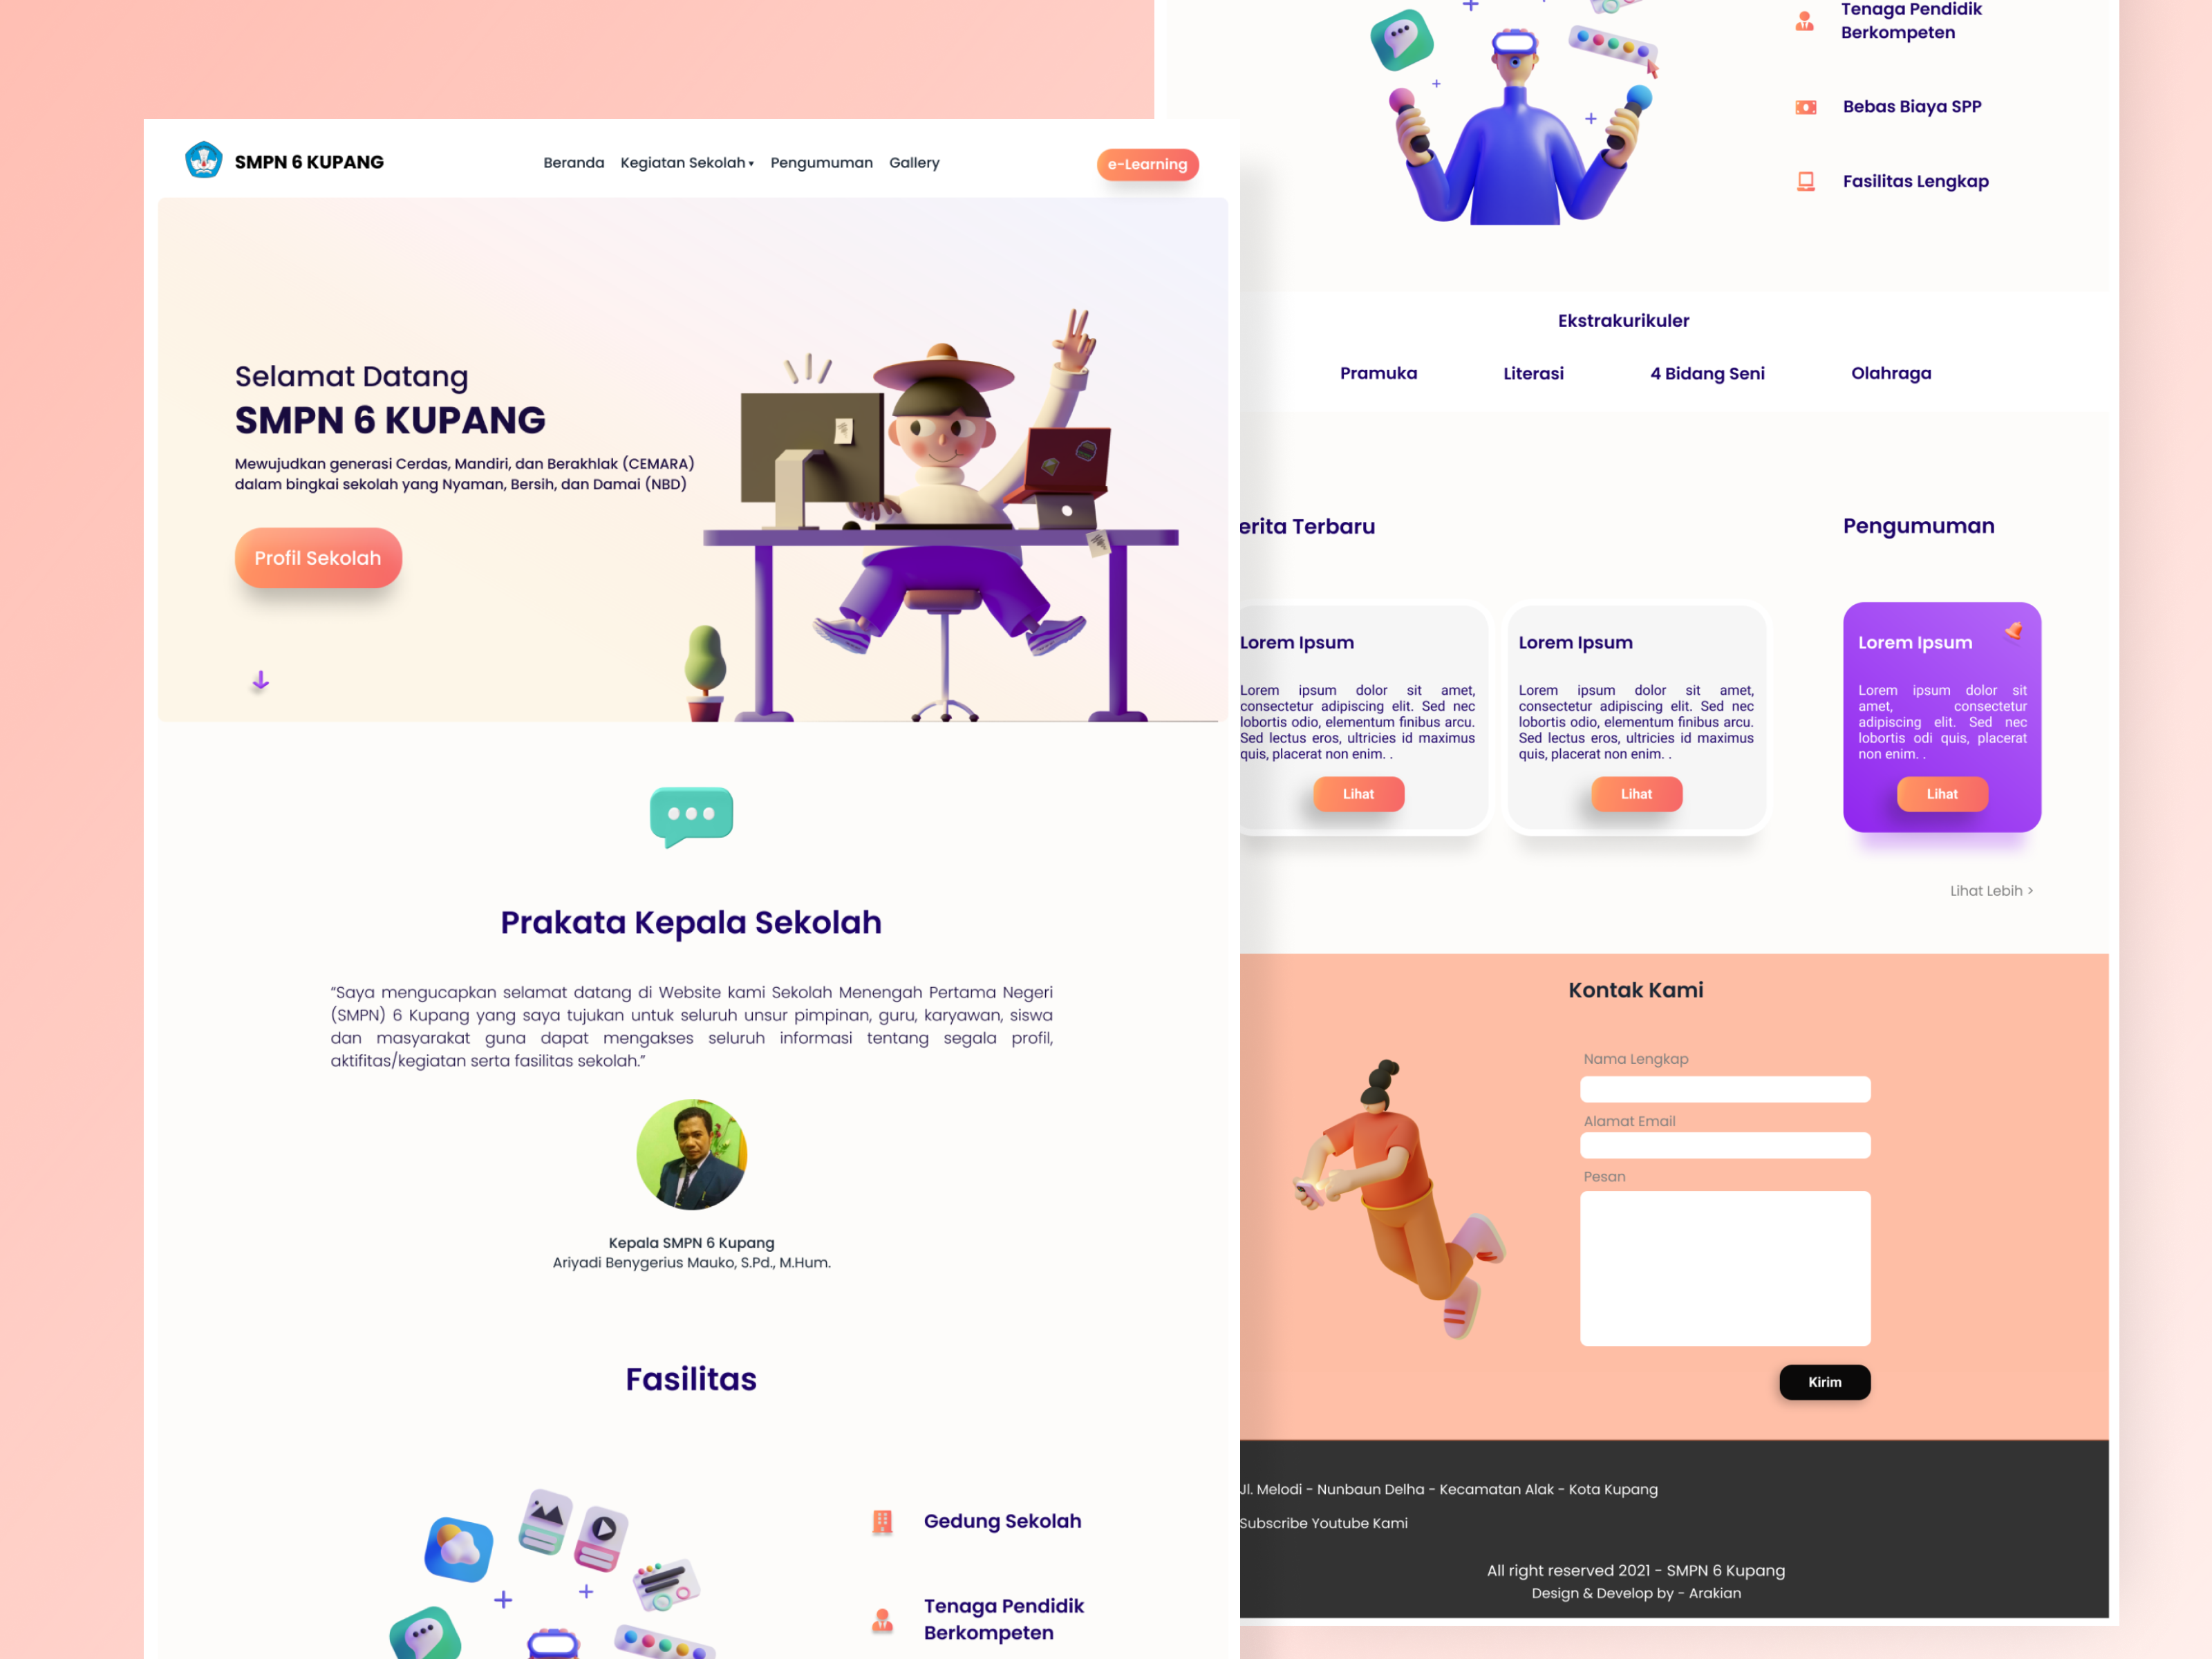 SMPN 6 KUPANG
Beranda Kegiatan Sekolah ▾ Pengumuman Gallery
e-Learning
Selamat Datang
SMPN 6 KUPANG
Mewujudkan generasi Cerdas, Mandiri, dan Berakhlak (CEMARA)
dalam bingkai sekolah yang Nyaman, Bersih, dan Damai (NBD)
Profil Sekolah
Prakata Kepala Sekolah
“Saya mengucapkan selamat datang di Website kami Sekolah Menengah Pertama Negeri
(SMPN) 6 Kupang yang saya tujukan untuk seluruh unsur pimpinan, guru, karyawan, siswa
dan masyarakat guna dapat mengakses seluruh informasi tentang segala profil,
aktifitas/kegiatan serta fasilitas sekolah.”
Kepala SMPN 6 Kupang
Ariyadi Benygerius Mauko, S.Pd., M.Hum.
Fasilitas
Gedung Sekolah
Tenaga Pendidik
Berkompeten
Tenaga Pendidik
Berkompeten
Bebas Biaya SPP
Fasilitas Lengkap
Ekstrakurikuler
Pramuka Literasi 4 Bidang Seni Olahraga
erita Terbaru
Lorem Ipsum
Lorem ipsum dolor sit amet,
consectetur adipiscing elit. Sed nec
lobortis odio, elementum finibus arcu.
Sed lectus eros, ultricies id maximus
quis, placerat non enim. .
Lihat
Lorem Ipsum
Lorem ipsum dolor sit amet,
consectetur adipiscing elit. Sed nec
lobortis odio, elementum finibus arcu.
Sed lectus eros, ultricies id maximus
quis, placerat non enim. .
Lihat
Pengumuman
Lorem Ipsum
Lorem ipsum dolor sit
amet, consectetur
adipiscing elit. Sed nec
lobortis odi quis, placerat
non enim. .
Lihat
Lihat Lebih >
Kontak Kami
Nama Lengkap
Alamat Email
Pesan
Kirim
Jl. Melodi - Nunbaun Delha - Kecamatan Alak - Kota Kupang
Subscribe Youtube Kami
All right reserved 2021 - SMPN 6 Kupang
Design & Develop by - Arakian